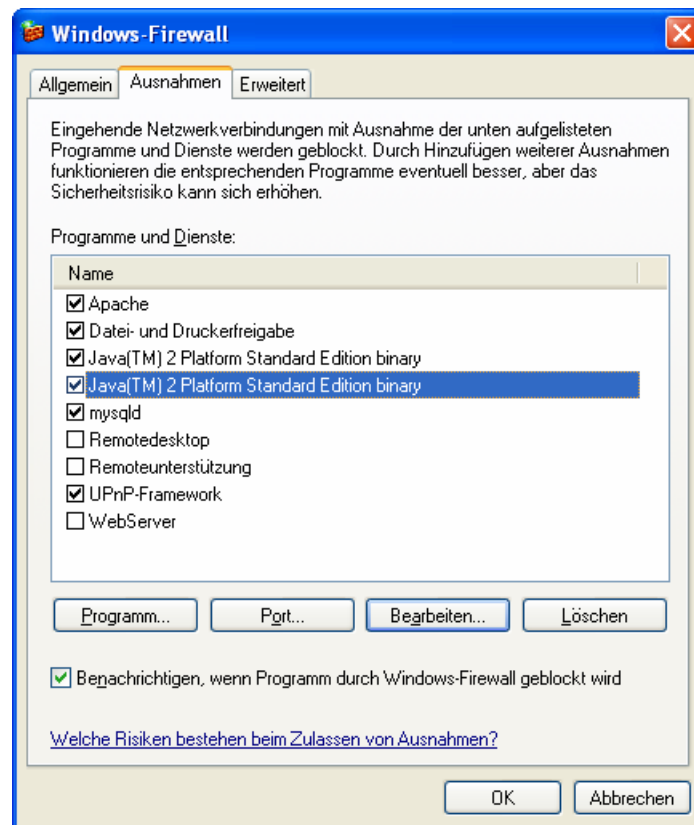 Windows-Firewall
Allgemein Ausnahmen Erweitert
Eingehende Netzwerkverbindungen mit Ausnahme der unten aufgelisteten
Programme und Dienste werden geblockt. Durch Hinzufügen weiterer Ausnahmen
funktionieren die entsprechenden Programme eventuell besser, aber das
Sicherheitsrisiko kann sich erhöhen.
Programme und Dienste:
Name
Apache
Datei- und Druckerfreigabe
Java(TM) 2 Platform Standard Edition binary
Java(TM) 2 Platform Standard Edition binary
mysqld
Remotedesktop
Remoteunterstützung
UPnP-Framework
WebServer
Programm... Port... Bearbeiten... Löschen
Benachrichtigen, wenn Programm durch Windows-Firewall geblockt wird
Welche Risiken bestehen beim Zulassen von Ausnahmen?
OK Abbrechen